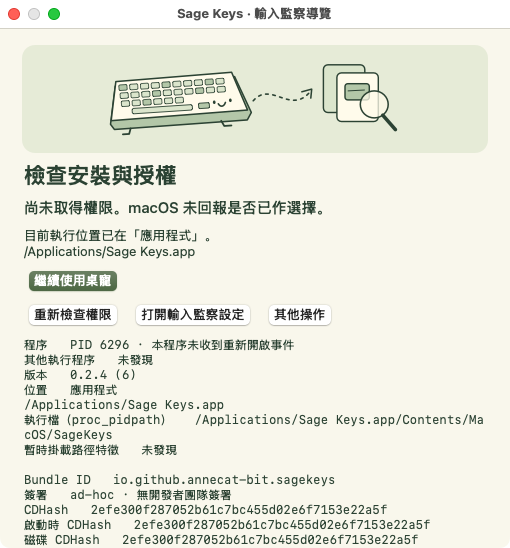 Sage Keys · 輸入監察導覽
檢查安裝與授權
尚未取得權限。macOS 未回報是否已作選擇。
目前執行位置已在「應用程式」。
/Applications/Sage Keys.app
繼續使用桌寵
重新檢查權限 打開輸入監察設定 其他操作
程序 PID 6296 · 本程序未收到重新開啟事件
其他執行程序 未發現
版本 0.2.4 (6)
位置 應用程式
/Applications/Sage Keys.app
執行檔 (proc_pidpath) /Applications/Sage Keys.app/Contents/Ma
cOS/SageKeys
暫時掛載路徑特徵 未發現
Bundle ID io.github.annecat-bit.sagekeys
簽署 ad-hoc · 無開發者團隊簽署
CDHash 2efe300f287052b61c7bc455d02e6f7153e22a5f
啟動時 CDHash 2efe300f287052b61c7bc455d02e6f7153e22a5f
磁碟 CDHash 2efe300f287052b61c7bc455d02e6f7153e22a5f